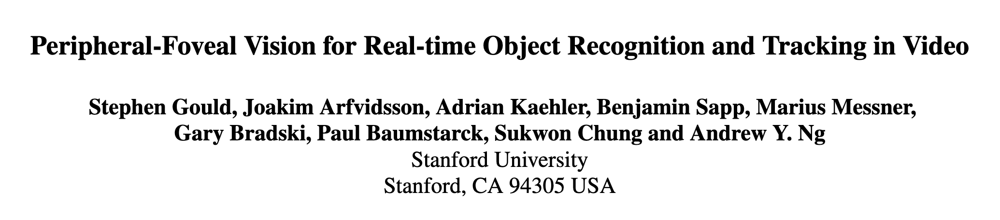 Peripheral-Foveal Vision for Real-time Object Recognition and Tracking in Video
Stephen Gould, Joakim Arfvidsson, Adrian Kaehler, Benjamin Sapp, Marius Messner,
Gary Bradski, Paul Baumstarck, Sukwon Chung and Andrew Y. Ng
Stanford University
Stanford, CA 94305 USA